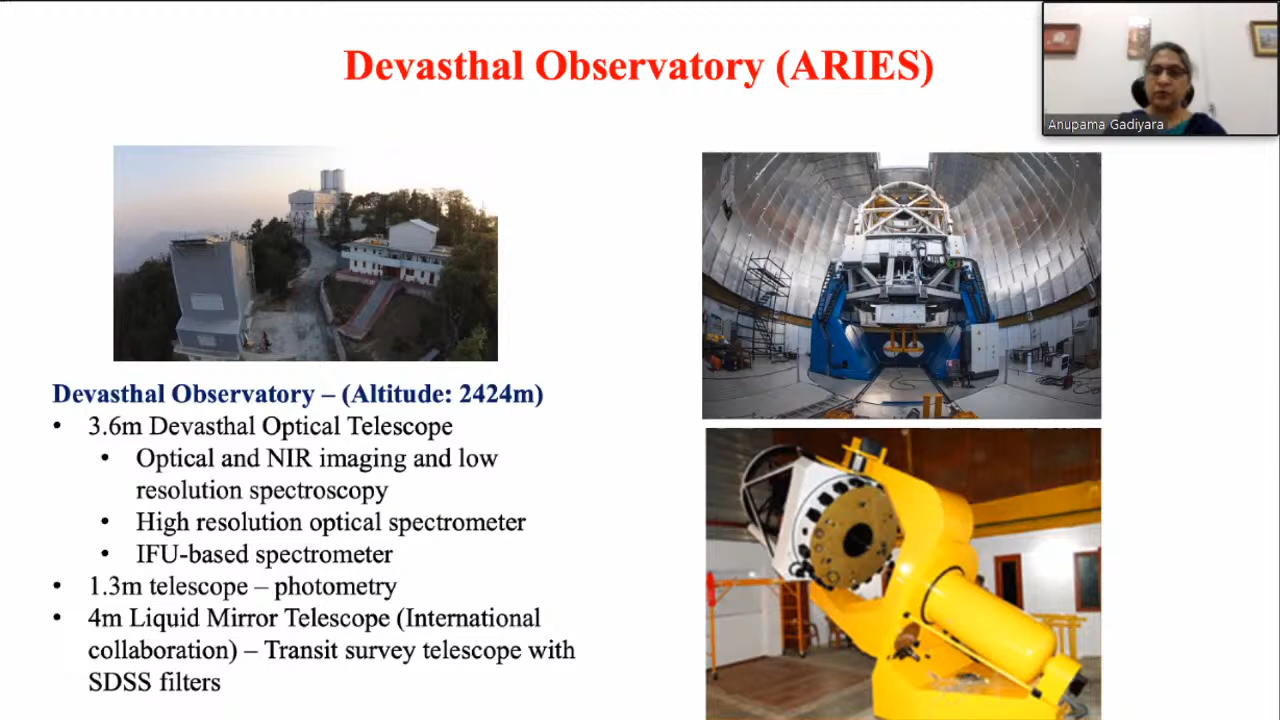 Devasthal Observatory (ARIES)
Anupama Gadiyara
Devasthal Observatory – (Altitude: 2424m)
• 3.6m Devasthal Optical Telescope
• Optical and NIR imaging and low
resolution spectroscopy
• High resolution optical spectrometer
• IFU-based spectrometer
• 1.3m telescope – photometry
• 4m Liquid Mirror Telescope (International
collaboration) – Transit survey telescope with
SDSS filters